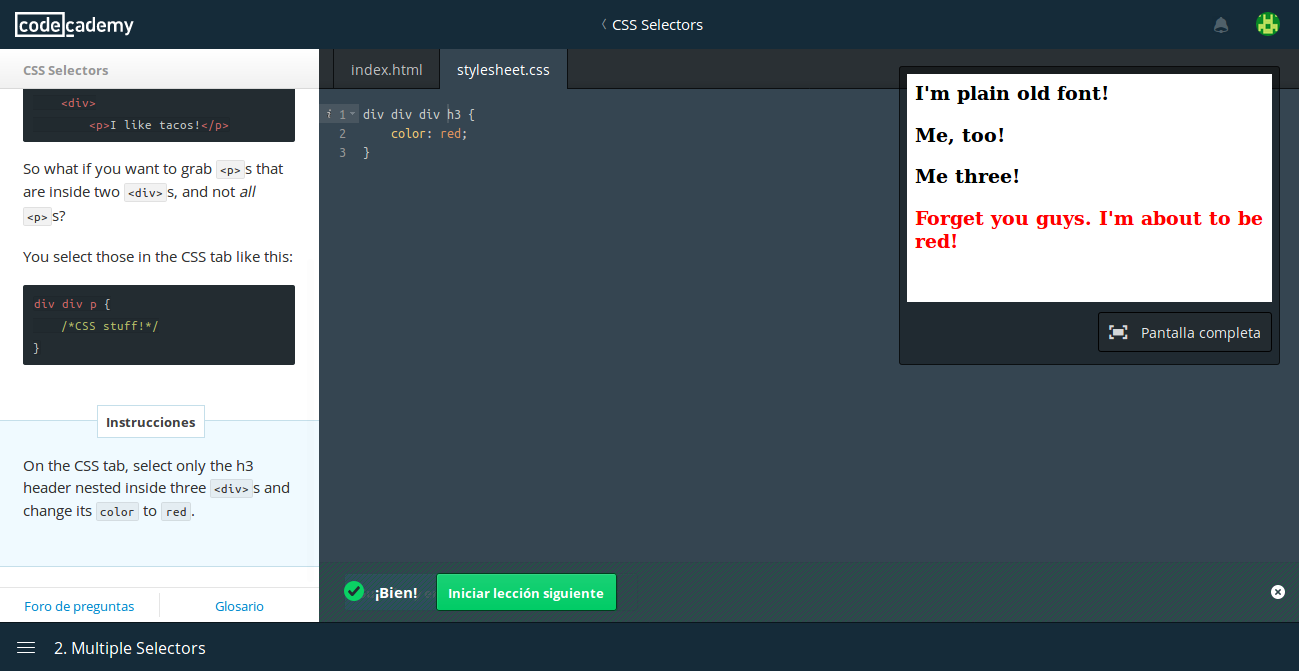 codecademy
CSS Selectors
CSS Selectors
index.html
stylesheet.css
<div>
<p>I like tacos!</p>
So what if you want to grab <p>s that
are inside two <div>s, and not all
<p>s?
You select those in the CSS tab like this:
div div p {
/*CSS stuff!*/
}
Instrucciones
On the CSS tab, select only the h3
header nested inside three <div>s and
change its color to red.
Foro de preguntas
Glosario
i 1 div div div h3 {
2 color: red;
3 }
I'm plain old font!
Me, too!
Me three!
Forget you guys. I'm about to be
red!
Pantalla completa
¡Bien!
Iniciar lección siguiente
2. Multiple Selectors